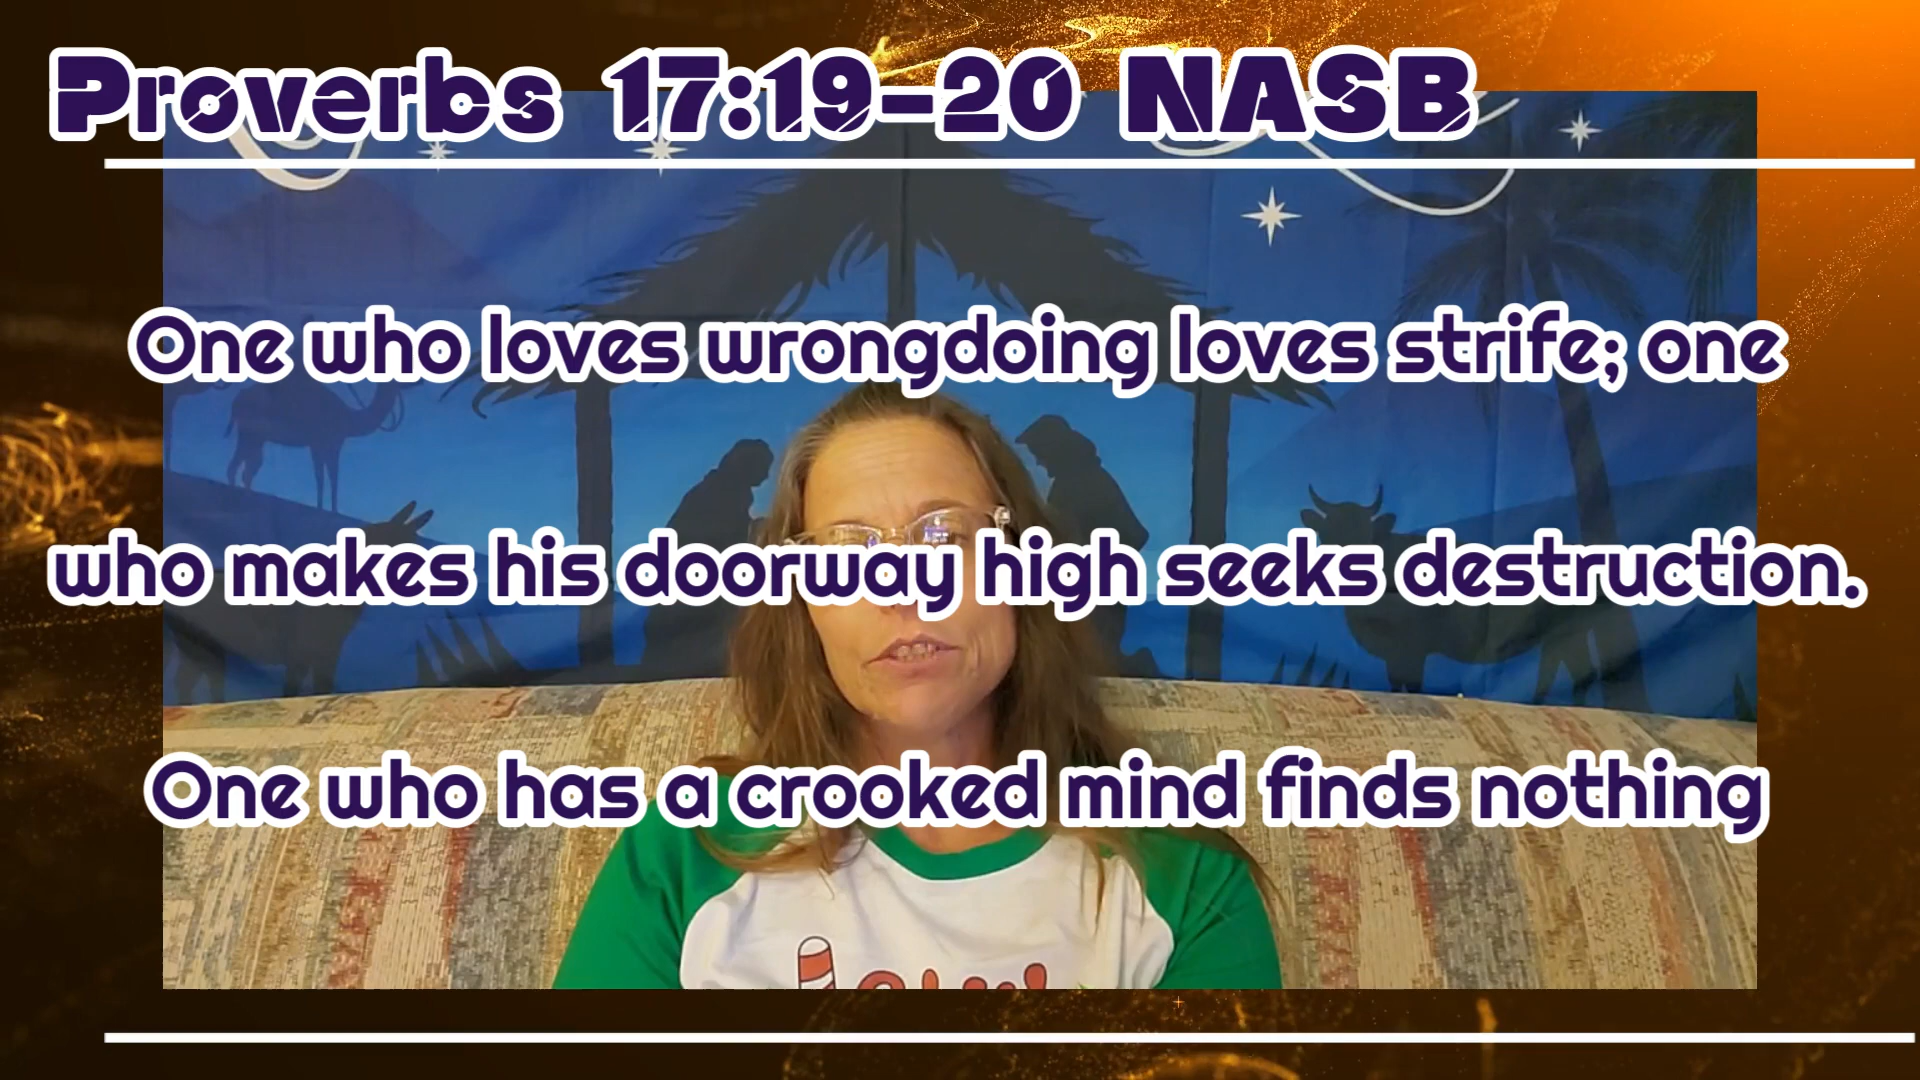 Proverbs 17:19-20 NASB
One who loves wrongdoing loves strife; one
who makes his doorway high seeks destruction.
One who has a crooked mind finds nothing